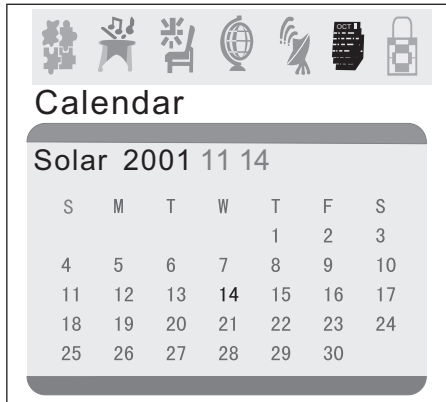 OCT
Calendar
Solar 2001 11 14
S M T W T F S
1 2 3
4 5 6 7 8 9 10
11 12 13 14 15 16 17
18 19 20 21 22 23 24
25 26 27 28 29 30